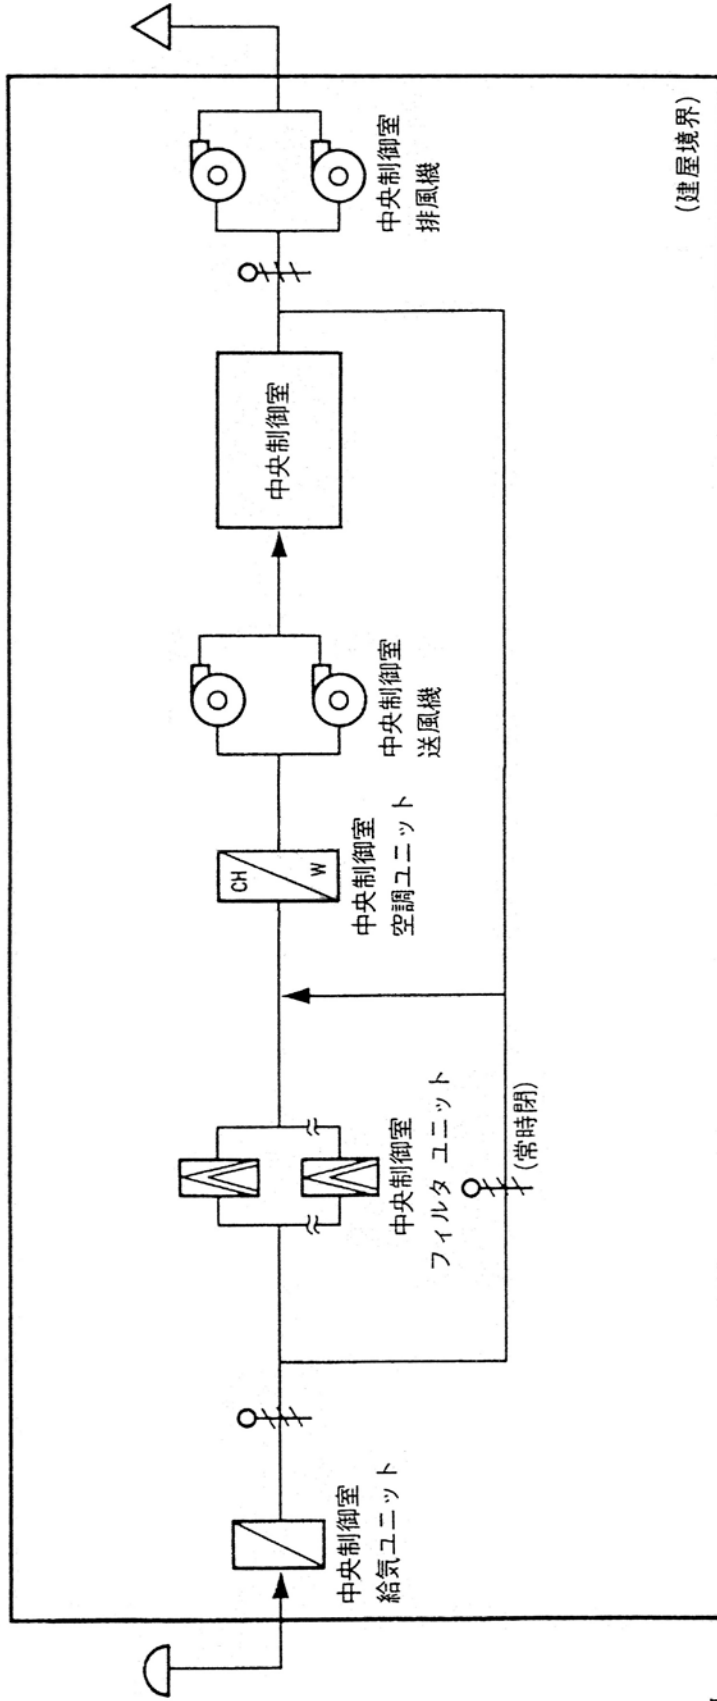 中央制御室
給気ユニット
中央制御室
フィルタ ユニット
(常時閉)
CH
W
中央制御室
空調ユニット
中央制御室
送風機
中央制御室
中央制御室
排風機
(建屋境界)